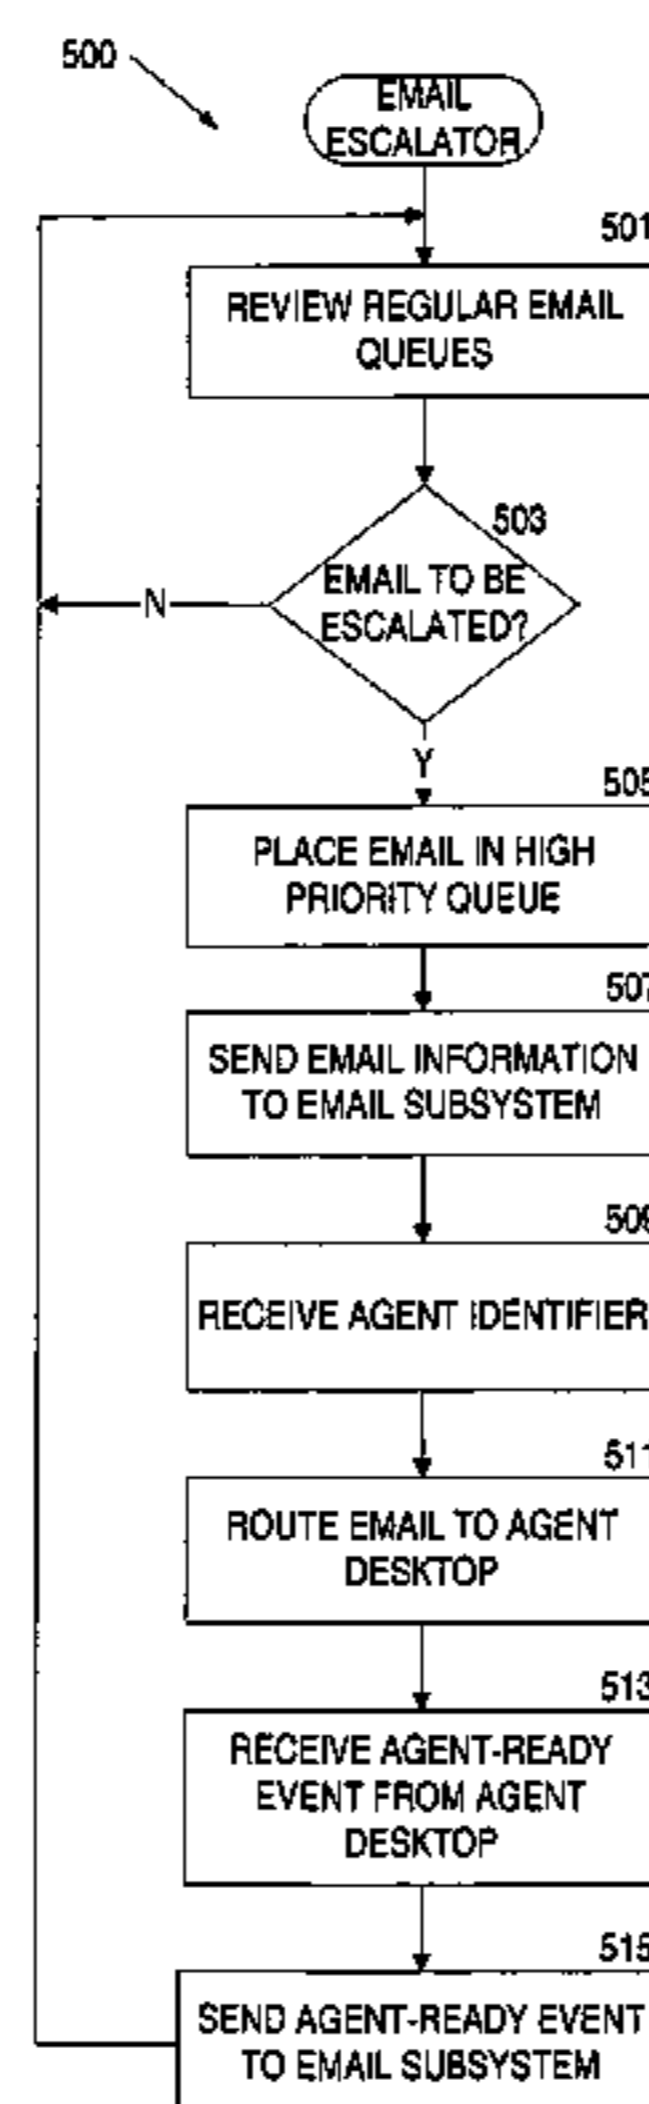 500
EMAIL
ESCALATOR
501
REVIEW REGULAR EMAIL
QUEUES
503
EMAIL TO BE
ESCALATED?
N
Y
505
PLACE EMAIL IN HIGH
PRIORITY QUEUE
507
SEND EMAIL INFORMATION
TO EMAIL SUBSYSTEM
509
RECEIVE AGENT IDENTIFIER
511
ROUTE EMAIL TO AGENT
DESKTOP
513
RECEIVE AGENT-READY
EVENT FROM AGENT
DESKTOP
515
SEND AGENT-READY EVENT
TO EMAIL SUBSYSTEM